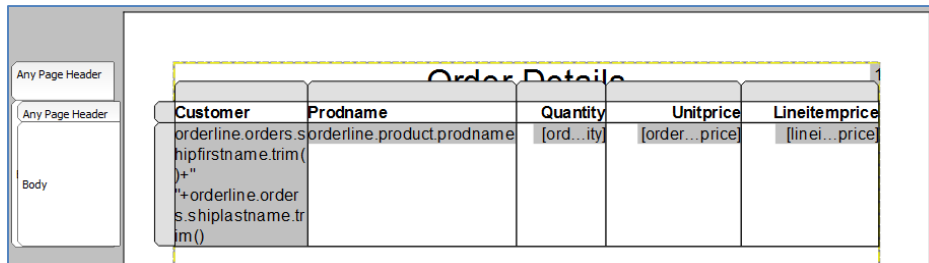 Any Page Header
Order Details
1
Any Page Header
Customer Prodname Quantity Unitprice Lineitemprice
orderline.orders.s orderline.product.prodname [ord...ity] [order...price] [linei...price]
hipfirstname.trim(
)+"
"+orderline.order
s.shiplastname.tr
im()
Body